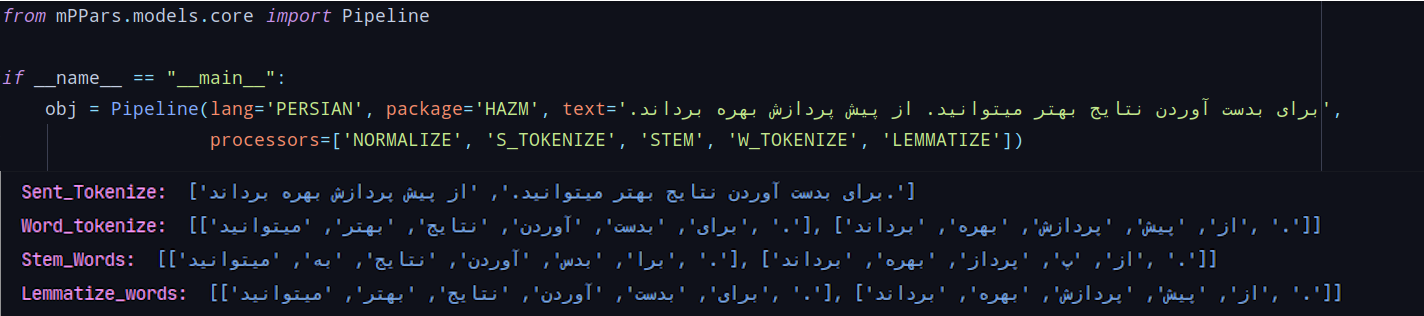 from mPPars.models.core import Pipeline
if __name__ == "__main__":
obj = Pipeline(lang='PERSIAN', package='HAZM', text='برای بدست آوردن نتایج بهتر میتوانید. از پیش پردازش بهره برداند.',
processors=['NORMALIZE', 'S_TOKENIZE', 'STEM', 'W_TOKENIZE', 'LEMMATIZE'])
Sent_Tokenize: ['برای بدست آوردن نتایج بهتر میتوانید.', 'از پیش پردازش بهره برداند.']
Word_tokenize: [['برای', 'بدست', 'آوردن', 'نتایج', 'بهتر', 'میتوانید', '.'], ['از', 'پیش', 'پردازش', 'بهره', 'برداند', '.']]
Stem_Words: [['برا', 'بدس', 'آوردن', 'نتایج', 'به', 'میتوانید', '.'], ['از', 'پ', 'پرداز', 'بهره', 'برداند', '.']]
Lemmatize_words: [['برای', 'بدست', 'آوردن', 'نتایج', 'بهتر', 'میتوانید', '.'], ['از', 'پیش', 'پردازش', 'بهره', 'برداند', '.']]